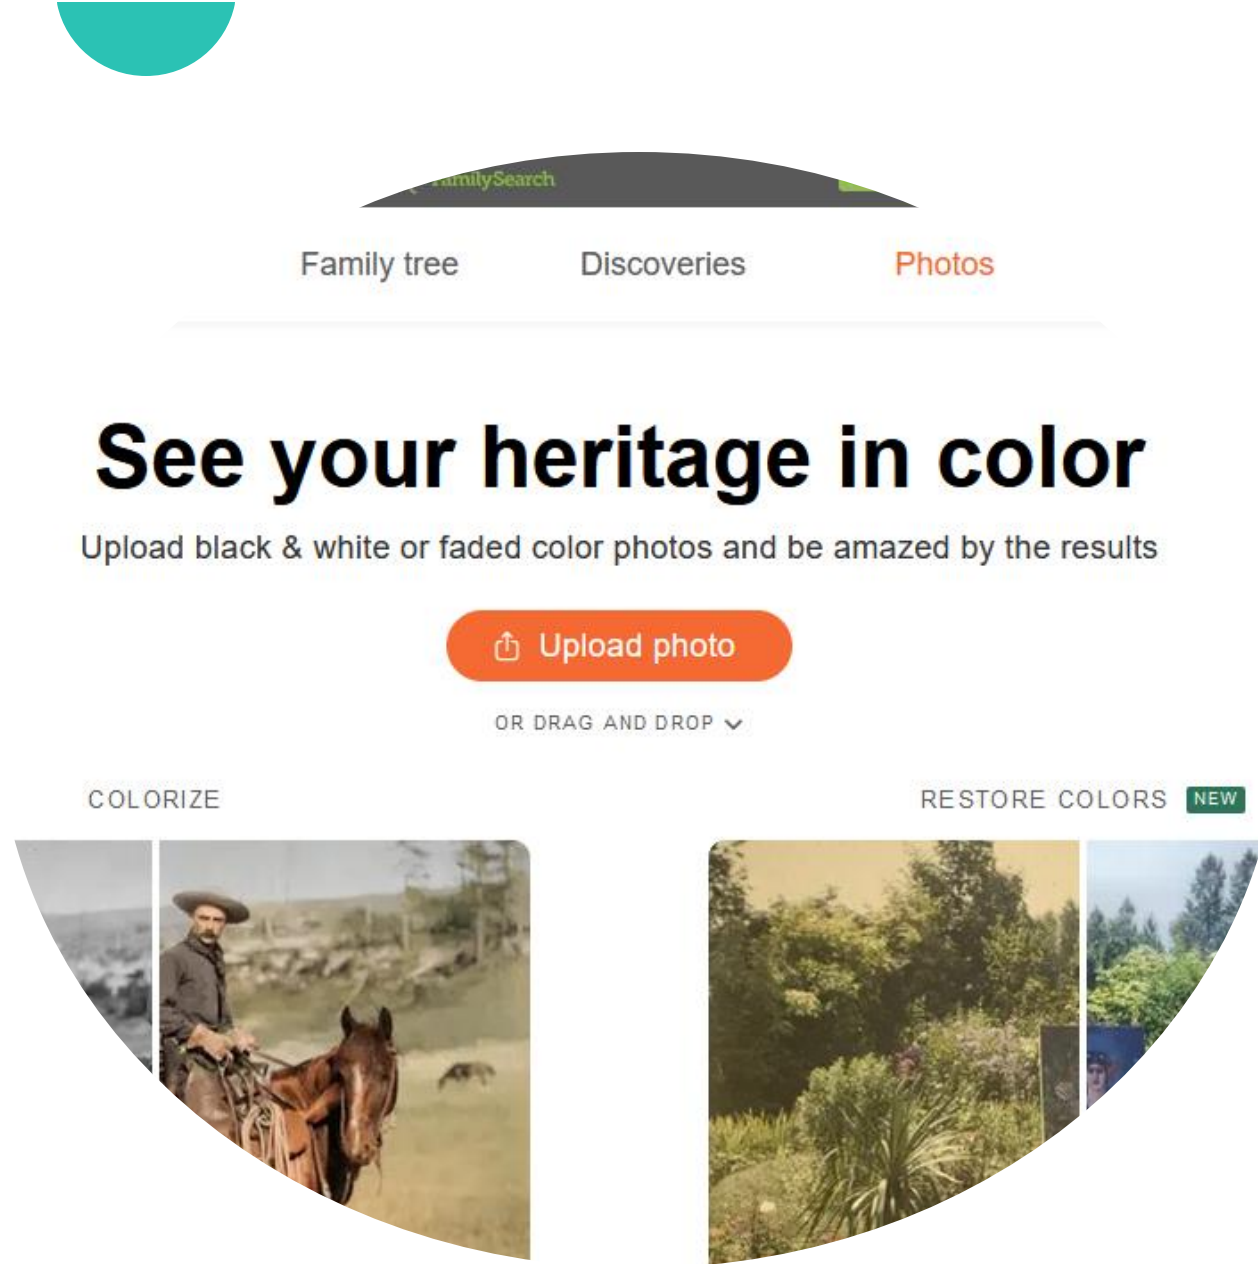 FamilySearch
Family tree Discoveries Photos
See your heritage in color
Upload black & white or faded color photos and be amazed by the results
Upload photo
OR DRAG AND DROP
COLORIZE RESTORE COLORS NEW